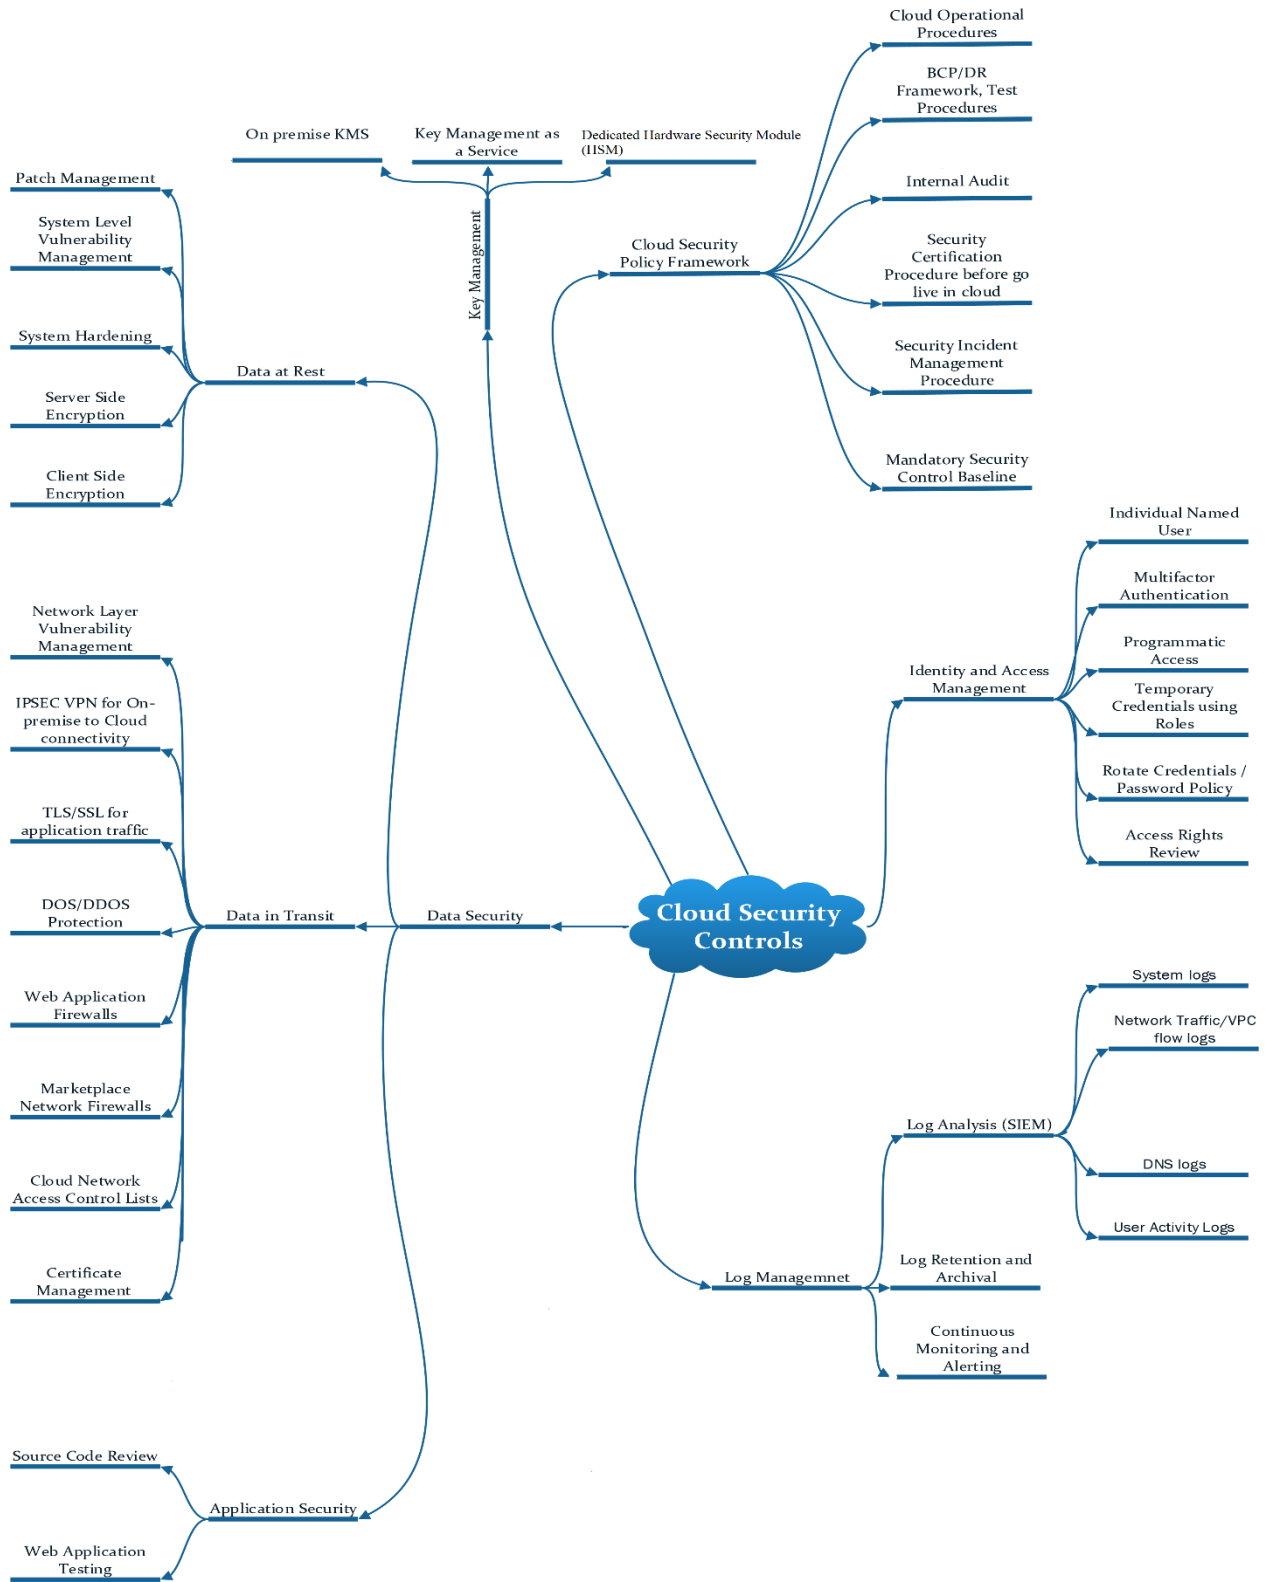 Cloud Operational
Procedures
BCP/DR
Framework, Test
Procedures
Internal Audit
Security
Certification
Procedure before go
live in cloud
Security Incident
Management
Procedure
Mandatory Security
Control Baseline
Cloud Security
Policy Framework
On premise KMS
Key Management as
a Service
Dedicated Hardware Security Module
(HSM)
Key Management
Patch Management
System Level
Vulnerability
Management
System Hardening
Server Side
Encryption
Client Side
Encryption
Data at Rest
Individual Named
User
Multifactor
Authentication
Programmatic
Access
Temporary
Credentials using
Roles
Rotate Credentials /
Password Policy
Access Rights
Review
Identity and Access
Management
Network Layer
Vulnerability
Management
IPSEC VPN for On-
premise to Cloud
connectivity
TLS/SSL for
application traffic
DOS/DDOS
Protection
Web Application
Firewalls
Marketplace
Network Firewalls
Cloud Network
Access Control Lists
Certificate
Management
Data in Transit
Data Security
Cloud Security
Controls
System logs
Network Traffic/VPC
flow logs
DNS logs
User Activity Logs
Log Analysis (SIEM)
Log Retention and
Archival
Continuous
Monitoring and
Alerting
Log Managemnet
Source Code Review
Web Application
Testing
Application Security